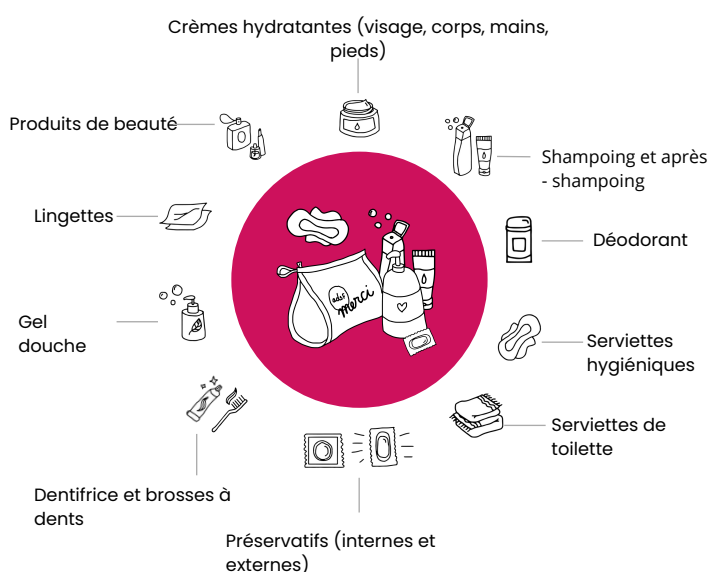 Crèmes hydratantes (visage, corps, mains,
pieds)
Produits de beauté
Shampoing et après
- shampoing
Lingettes
Déodorant
adsf
merci
Gel
douche
Serviettes
hygiéniques
Serviettes de
toilette
Dentifrice et brosses à
dents
Préservatifs (internes et
externes)